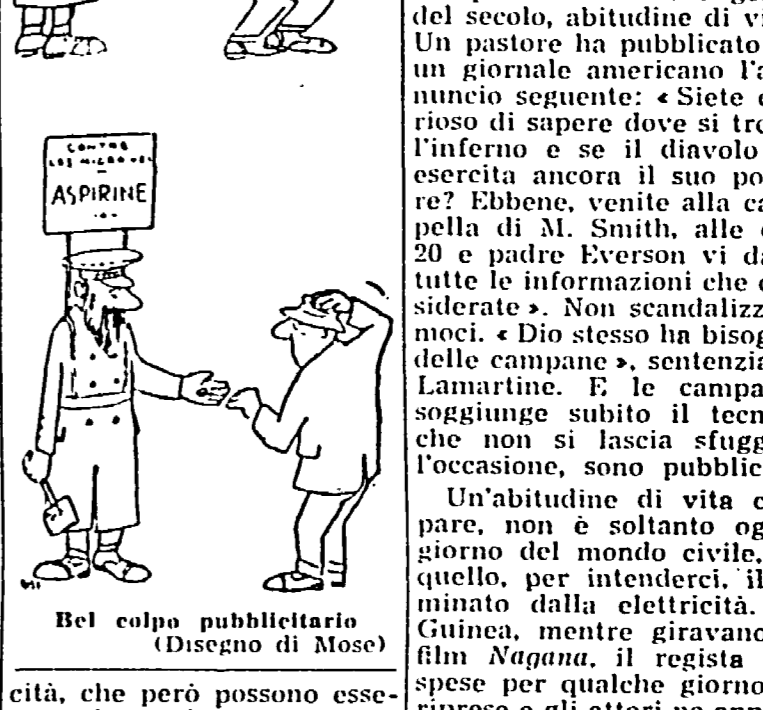 CONTRE
LES
ASPIRINE
Bel colpo pubblicitario
(Disegno di Mose)
cità, che però possono esse-
del secolo, abitudine di vi
Un pastore ha pubblicato
un giornale americano l'a
nuncio seguente: « Siete c
rioso di sapere dove si tro
l'inferno e se il diavolo
esercita ancora il suo po
re? Ebbene, venite alla ca
pella di M. Smith, alle o
20 e padre Everson vi da
tutte le informazioni che d
siderate ». Non scandalizz
moci. « Dio stesso ha bisog
delle campane », sentenzia
Lamartine. E le campa
soggiunge subito il tecn
che non si lascia sfugg
l'occasione, sono pubblic
Un'abitudine di vita c
pare, non è soltanto og
giorno del mondo civile,
quello, per intenderci, il
minato dalla elettricità.
Guinea, mentre giravano
film Nagana, il regista
spese per qualche giorno
riprese e gli attori ne